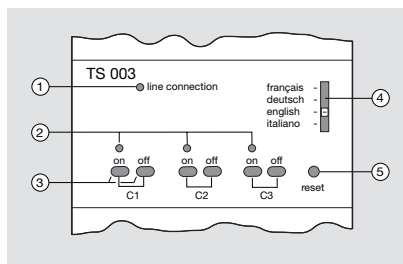 TS 003
1
line connection
français -
deutsch -
english -
italiano -
4
2
on off on off on off
3
C1 C2 C3
reset
5